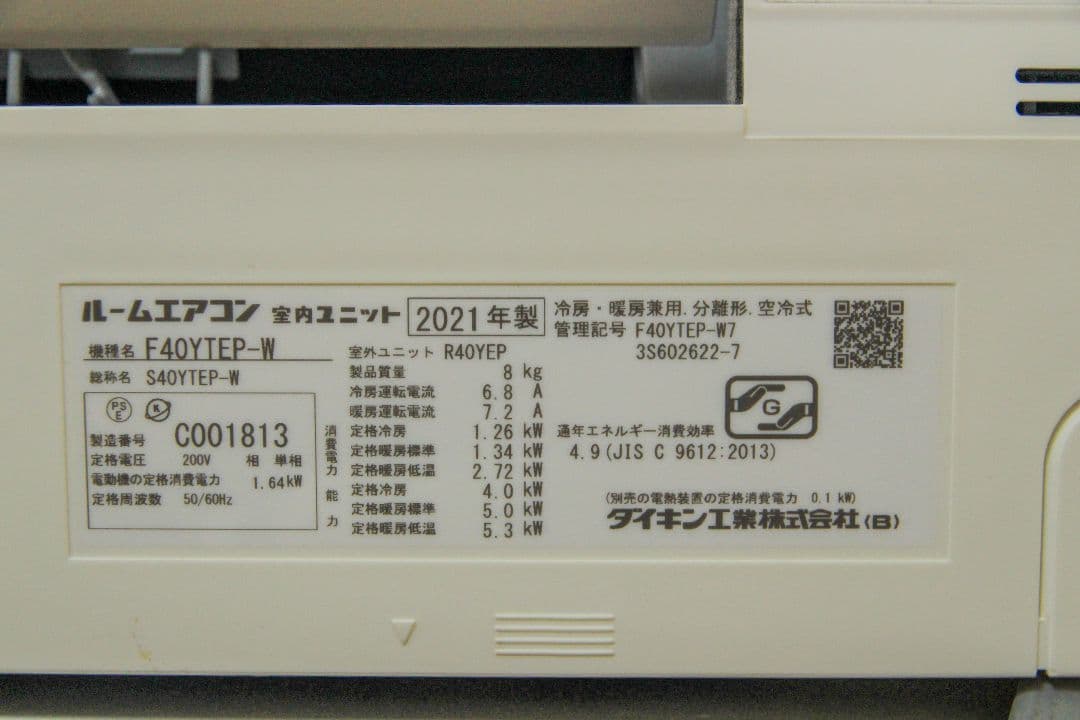 ルームエアコン 室内ユニット 2021年製
機種名 F40YTEP-W
総称名 S40YTEP-W
PS
E
K
製造番号 C001813
定格電圧 200V 相 単相
電動機の定格消費電力 1.64kW
定格周波数 50/60Hz
室外ユニット R40YEP
製品質量 8 kg
冷房運転電流 6.8 A
暖房運転電流 7.2 A
消費電力
定格冷房 1.26 kW
定格暖房標準 1.34 kW
定格暖房低温 2.72 kW
能力
定格冷房 4.0 kW
定格暖房標準 5.0 kW
定格暖房低温 5.3 kW
冷房・暖房兼用.分離形.空冷式
管理記号 F40YTEP-W7
3S602622-7
G
通年エネルギー消費効率
4.9(JIS C 9612:2013)
(別売の電熱装置の定格消費電力 0.1 kW)
ダイキン工業株式会社(B)